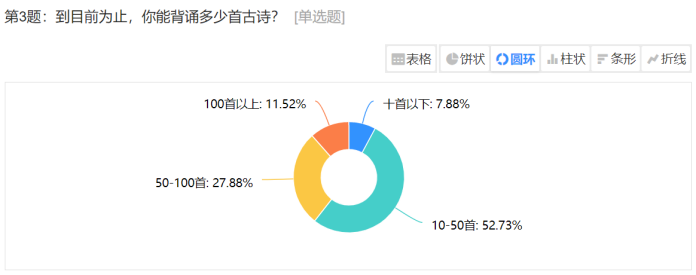 第3题：到目前为止，你能背诵多少首古诗？ [单选题]
表格 饼状 圆环 柱状 条形 折线
100首以上: 11.52% 十首以下: 7.88%
50-100首: 27.88%
10-50首: 52.73%